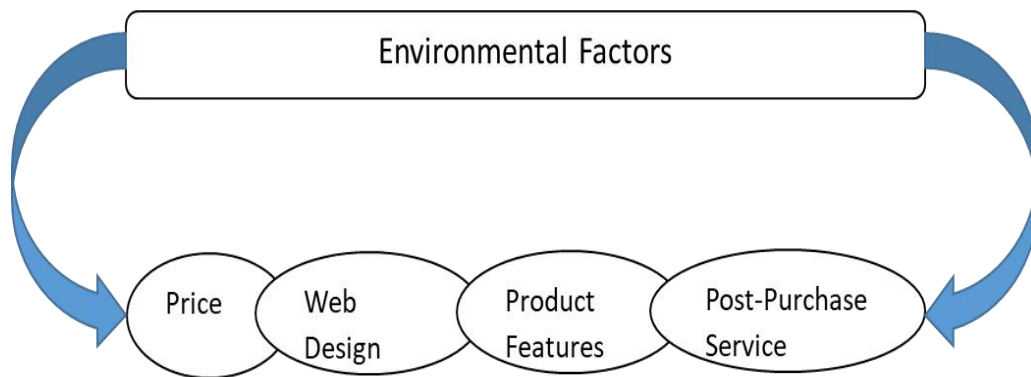 Environmental Factors
Price
Web
Design
Product
Features
Post-Purchase
Service